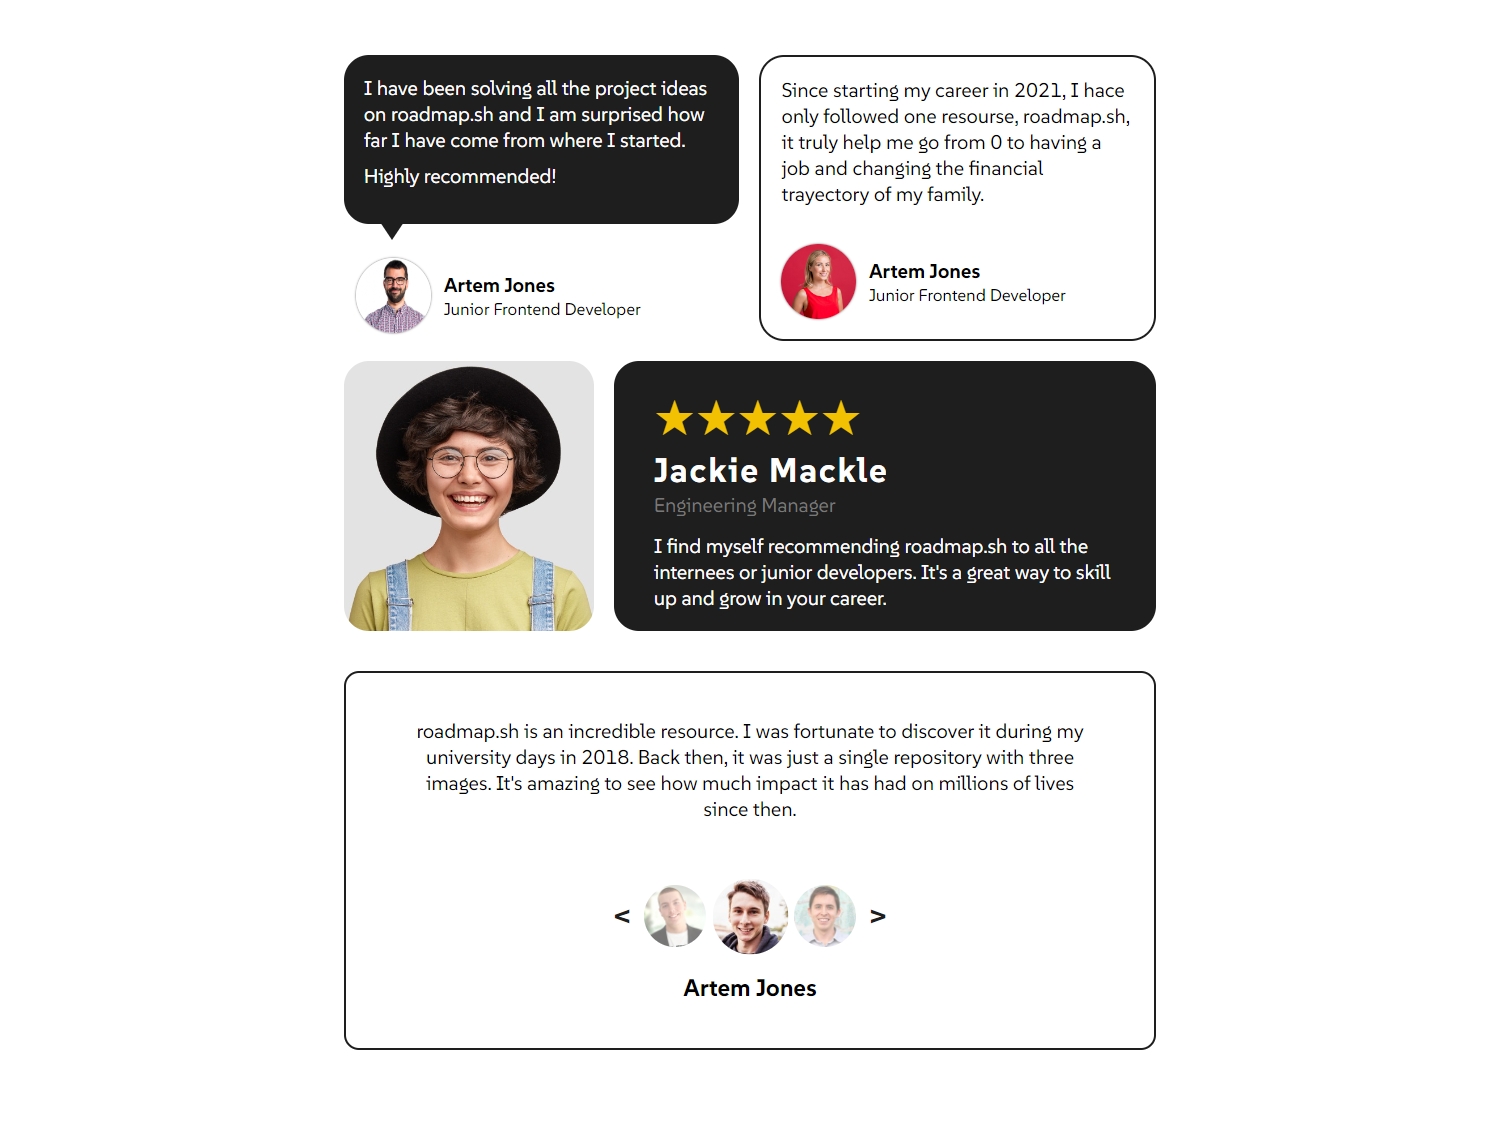 I have been solving all the project ideas
on roadmap.sh and I am surprised how
far I have come from where I started.
Highly recommended!
Artem Jones
Junior Frontend Developer
Since starting my career in 2021, I hace
only followed one resourse, roadmap.sh,
it truly help me go from 0 to having a
job and changing the financial
trayectory of my family.
Artem Jones
Junior Frontend Developer
Jackie Mackle
Engineering Manager
I find myself recommending roadmap.sh to all the
internees or junior developers. It's a great way to skill
up and grow in your career.
roadmap.sh is an incredible resource. I was fortunate to discover it during my
university days in 2018. Back then, it was just a single repository with three
images. It's amazing to see how much impact it has had on millions of lives
since then.
< >
Artem Jones